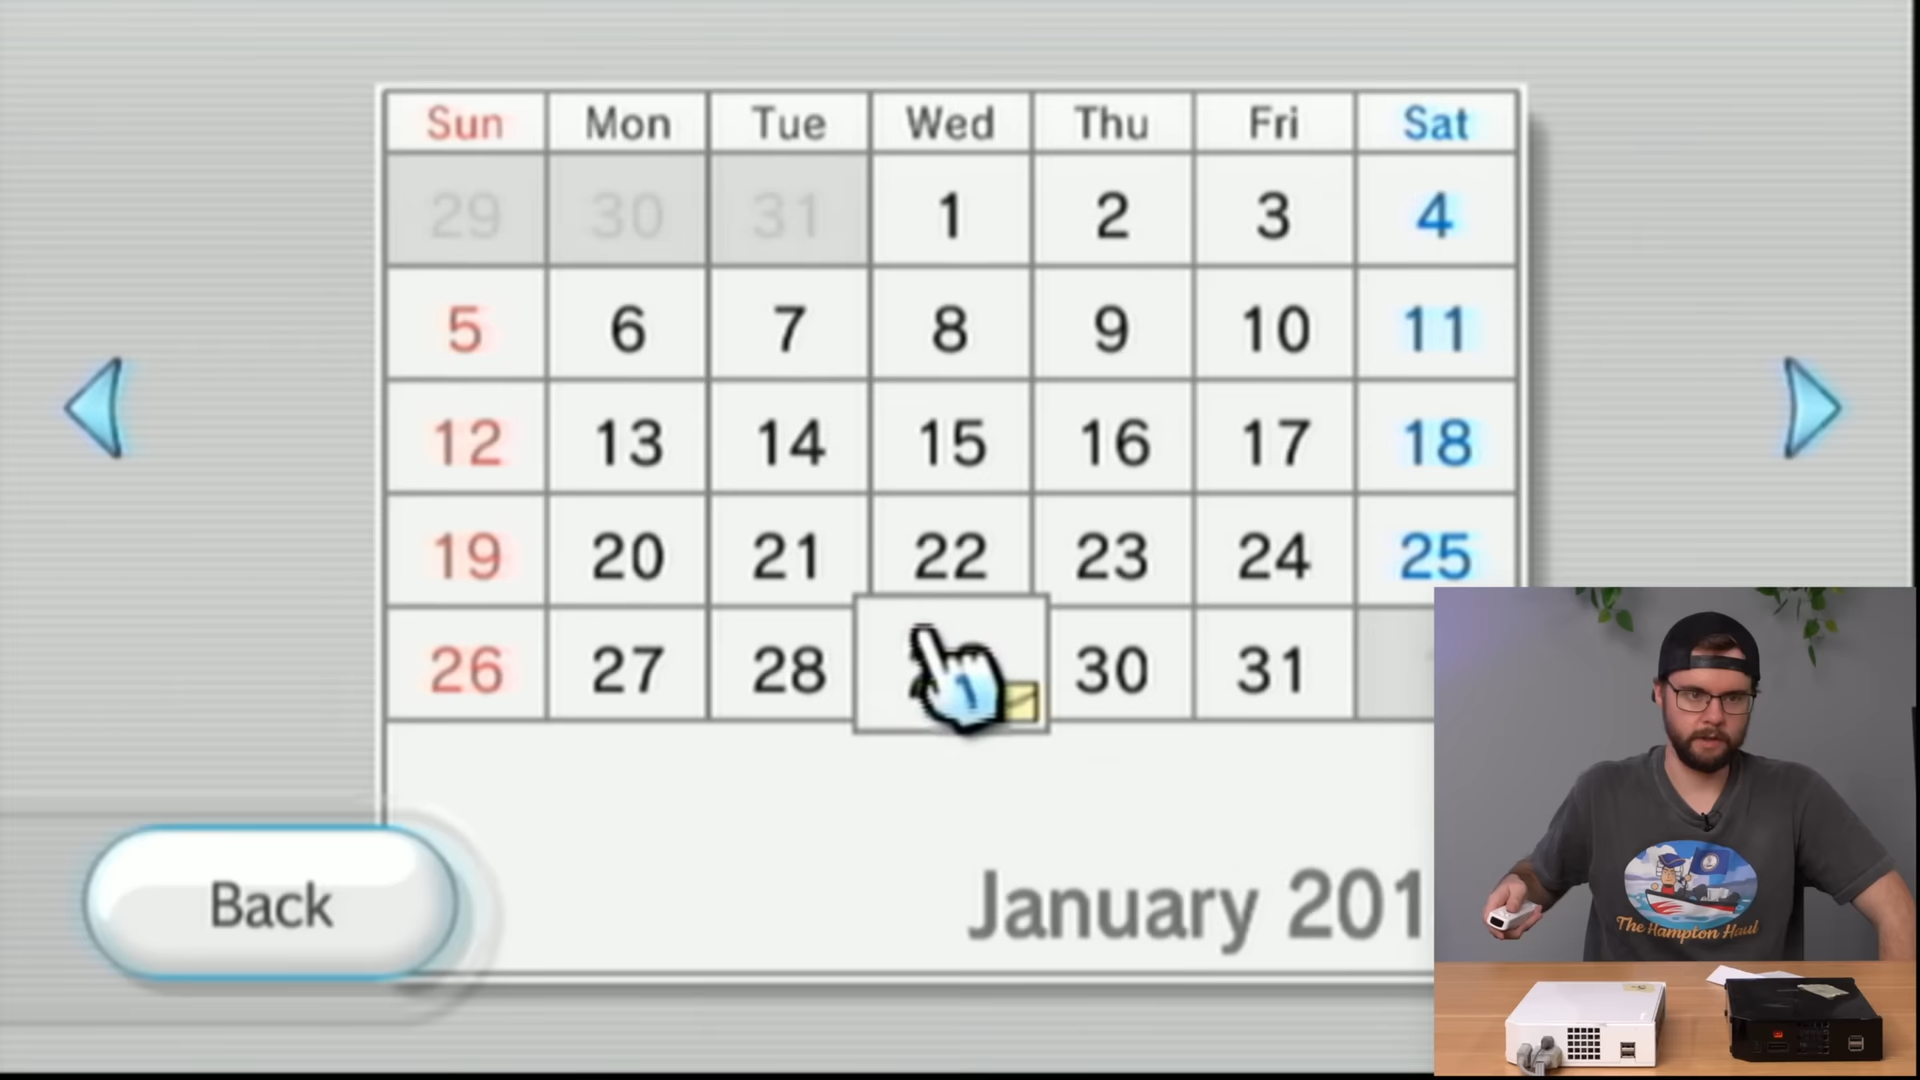 Sun Mon Tue Wed Thu Fri Sat
29 30 31 1 2 3 4
5 6 7 8 9 10 11
12 13 14 15 16 17 18
19 20 21 22 23 24 25
26 27 28 1 30 31
Back
January 201
The Hampton Haul